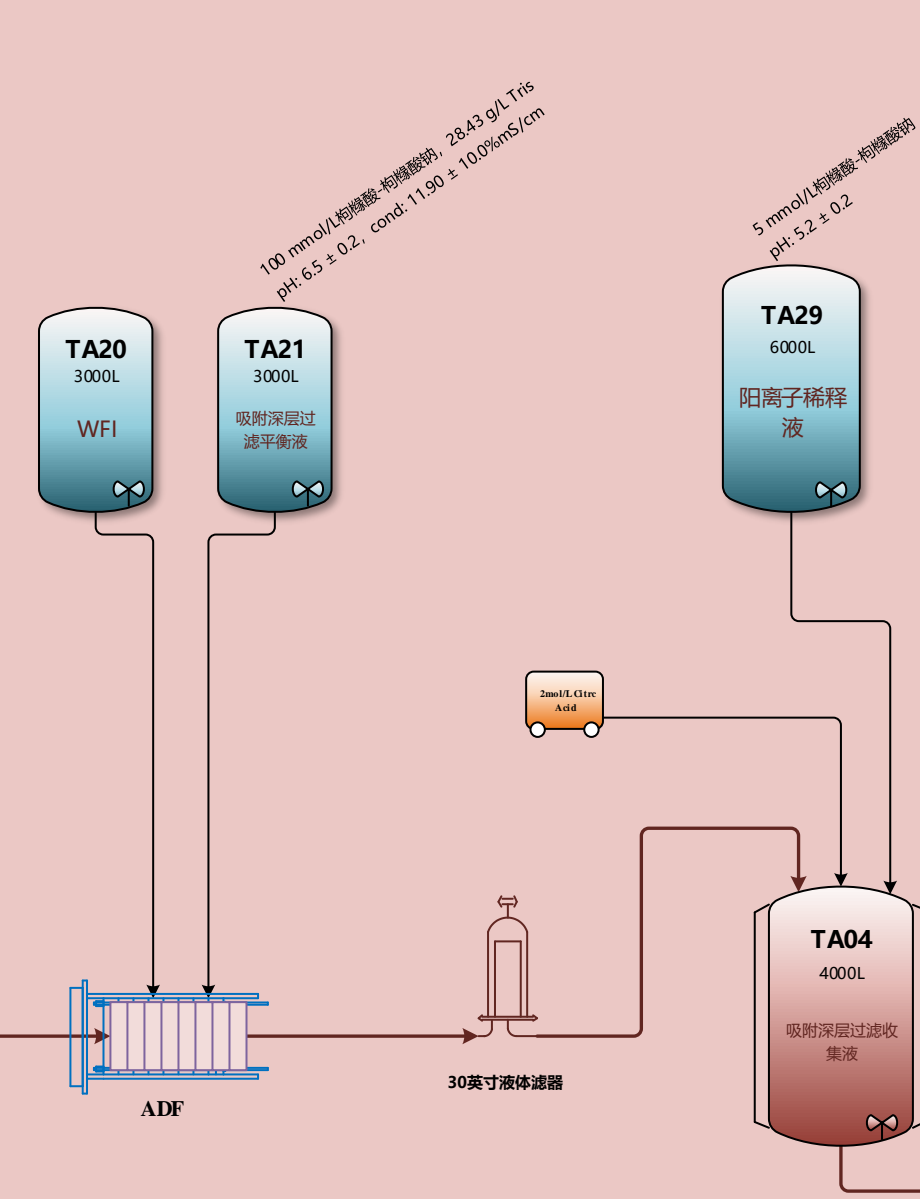 100 mmol/L枸橼酸-枸橼酸钠，28.43 g/L Tris
pH: 6.5 ± 0.2，cond: 11.90 ± 10.0%mS/cm
5 mmol/L枸橼酸-枸橼酸钠
pH: 5.2 ± 0.2
TA20
3000L
WFI
TA21
3000L
吸附深层过
滤平衡液
TA29
6000L
阳离子稀释
液
2mol/L Citrc
Acid
TA04
4000L
吸附深层过滤收
集液
30英寸液体滤器
ADF